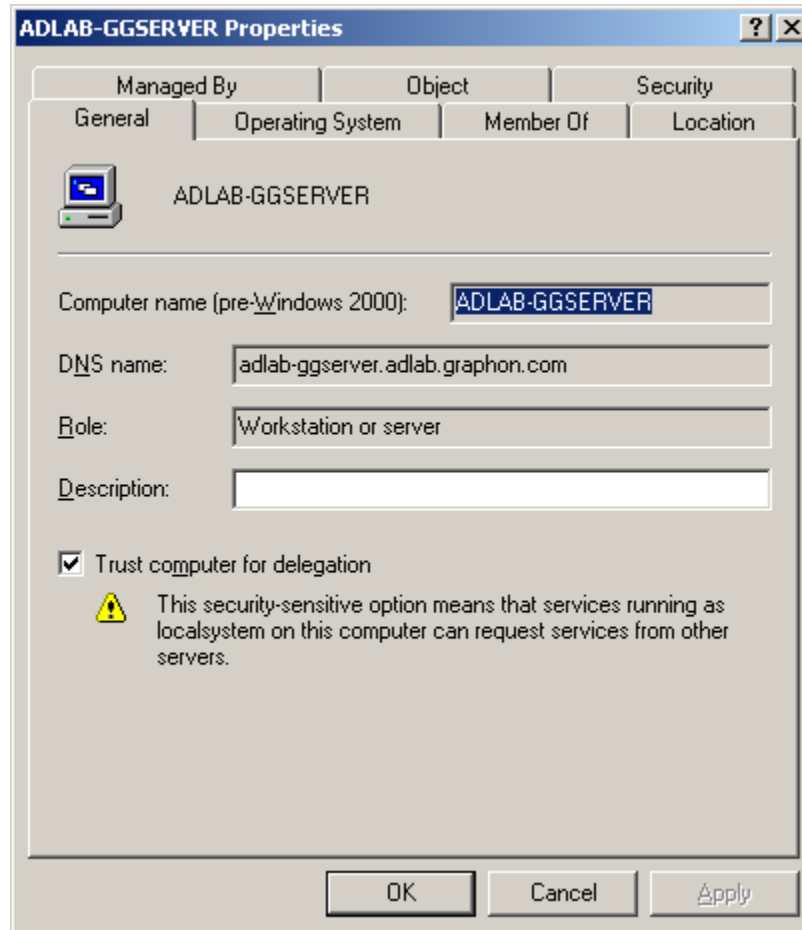 ADLAB-GGSERVER Properties
Managed By Object Security
General Operating System Member Of Location
ADLAB-GGSERVER
Computer name (pre-Windows 2000): ADLAB-GGSERVER
DNS name: adlab-ggserver.adlab.graphon.com
Role: Workstation or server
Description:
Trust computer for delegation
This security-sensitive option means that services running as
localsystem on this computer can request services from other
servers.
OK Cancel Apply